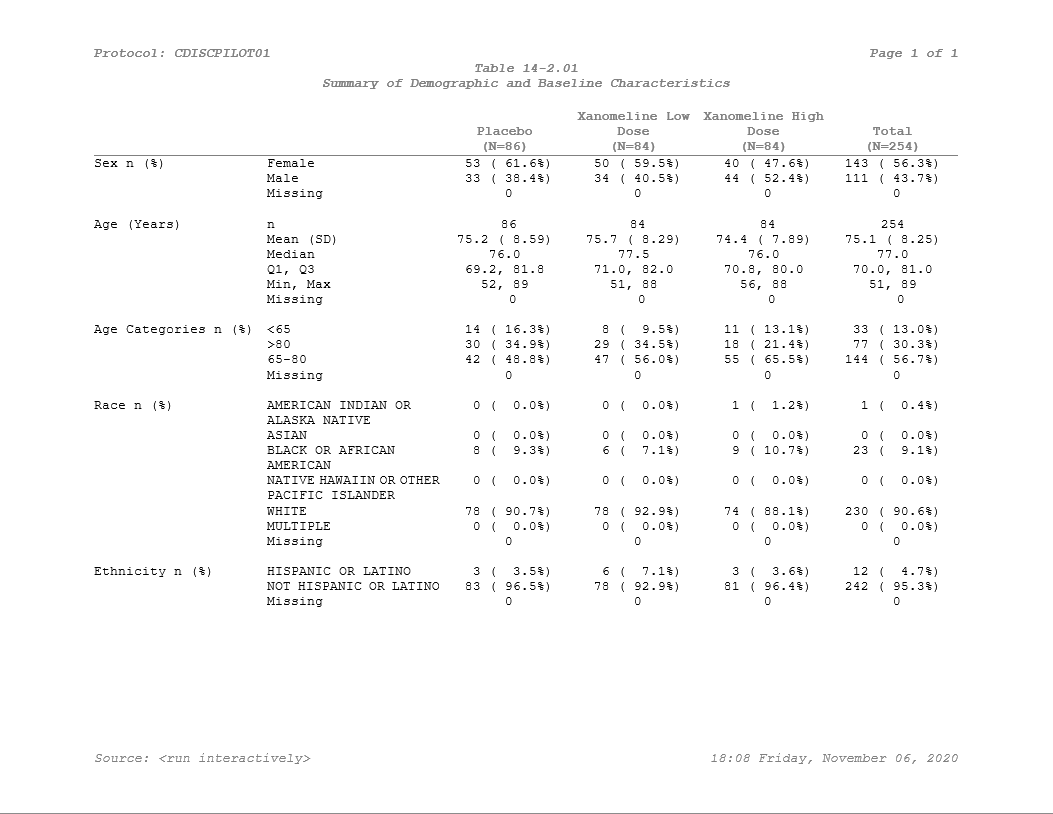 Protocol: CDISCPILOT01 Page 1 of 1
Table 14-2.01
Summary of Demographic and Baseline Characteristics
Xanomeline Low Xanomeline High
Placebo Dose Dose Total
(N=86) (N=84) (N=84) (N=254)
Sex n (%) Female 53 ( 61.6%) 50 ( 59.5%) 40 ( 47.6%) 143 ( 56.3%)
Male 33 ( 38.4%) 34 ( 40.5%) 44 ( 52.4%) 111 ( 43.7%)
Missing 0 0 0 0
Age (Years) n 86 84 84 254
Mean (SD) 75.2 ( 8.59) 75.7 ( 8.29) 74.4 ( 7.89) 75.1 ( 8.25)
Median 76.0 77.5 76.0 77.0
Q1, Q3 69.2, 81.8 71.0, 82.0 70.8, 80.0 70.0, 81.0
Min, Max 52, 89 51, 88 56, 88 51, 89
Missing 0 0 0 0
Age Categories n (%) <65 14 ( 16.3%) 8 ( 9.5%) 11 ( 13.1%) 33 ( 13.0%)
>80 30 ( 34.9%) 29 ( 34.5%) 18 ( 21.4%) 77 ( 30.3%)
65-80 42 ( 48.8%) 47 ( 56.0%) 55 ( 65.5%) 144 ( 56.7%)
Missing 0 0 0 0
Race n (%) AMERICAN INDIAN OR 0 ( 0.0%) 0 ( 0.0%) 1 ( 1.2%) 1 ( 0.4%)
ALASKA NATIVE
ASIAN 0 ( 0.0%) 0 ( 0.0%) 0 ( 0.0%) 0 ( 0.0%)
BLACK OR AFRICAN 8 ( 9.3%) 6 ( 7.1%) 9 ( 10.7%) 23 ( 9.1%)
AMERICAN
NATIVE HAWAIIN OR OTHER 0 ( 0.0%) 0 ( 0.0%) 0 ( 0.0%) 0 ( 0.0%)
PACIFIC ISLANDER
WHITE 78 ( 90.7%) 78 ( 92.9%) 74 ( 88.1%) 230 ( 90.6%)
MULTIPLE 0 ( 0.0%) 0 ( 0.0%) 0 ( 0.0%) 0 ( 0.0%)
Missing 0 0 0 0
Ethnicity n (%) HISPANIC OR LATINO 3 ( 3.5%) 6 ( 7.1%) 3 ( 3.6%) 12 ( 4.7%)
NOT HISPANIC OR LATINO 83 ( 96.5%) 78 ( 92.9%) 81 ( 96.4%) 242 ( 95.3%)
Missing 0 0 0 0
Source: <run interactively> 18:08 Friday, November 06, 2020